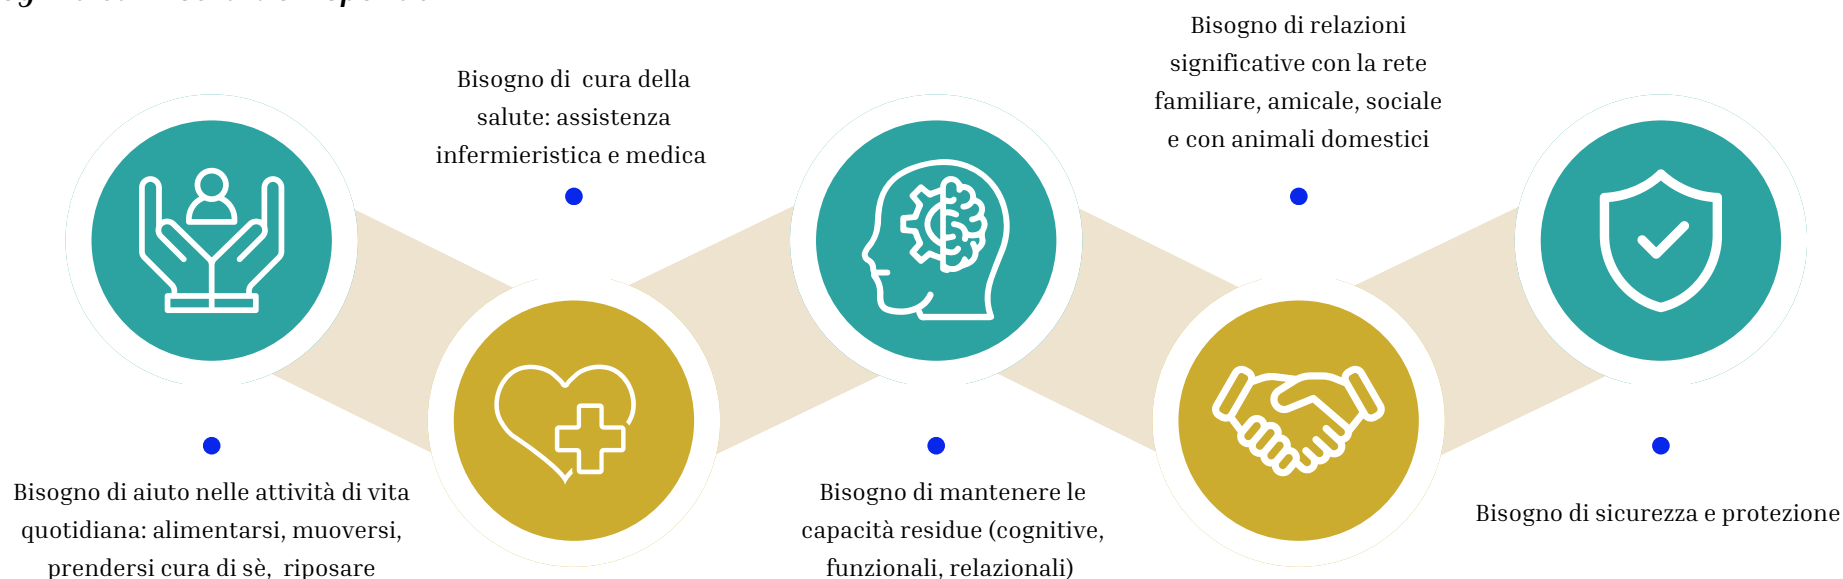 Bisogno di aiuto nelle attività di vita
quotidiana: alimentarsi, muoversi,
prendersi cura di sè,  riposare
Bisogno di  cura della
salute: assistenza
infermieristica e medica
Bisogno di mantenere le
capacità residue (cognitive,
funzionali, relazionali)
Bisogno di relazioni
significative con la rete
familiare, amicale, sociale
e con animali domestici
Bisogno di sicurezza e protezione